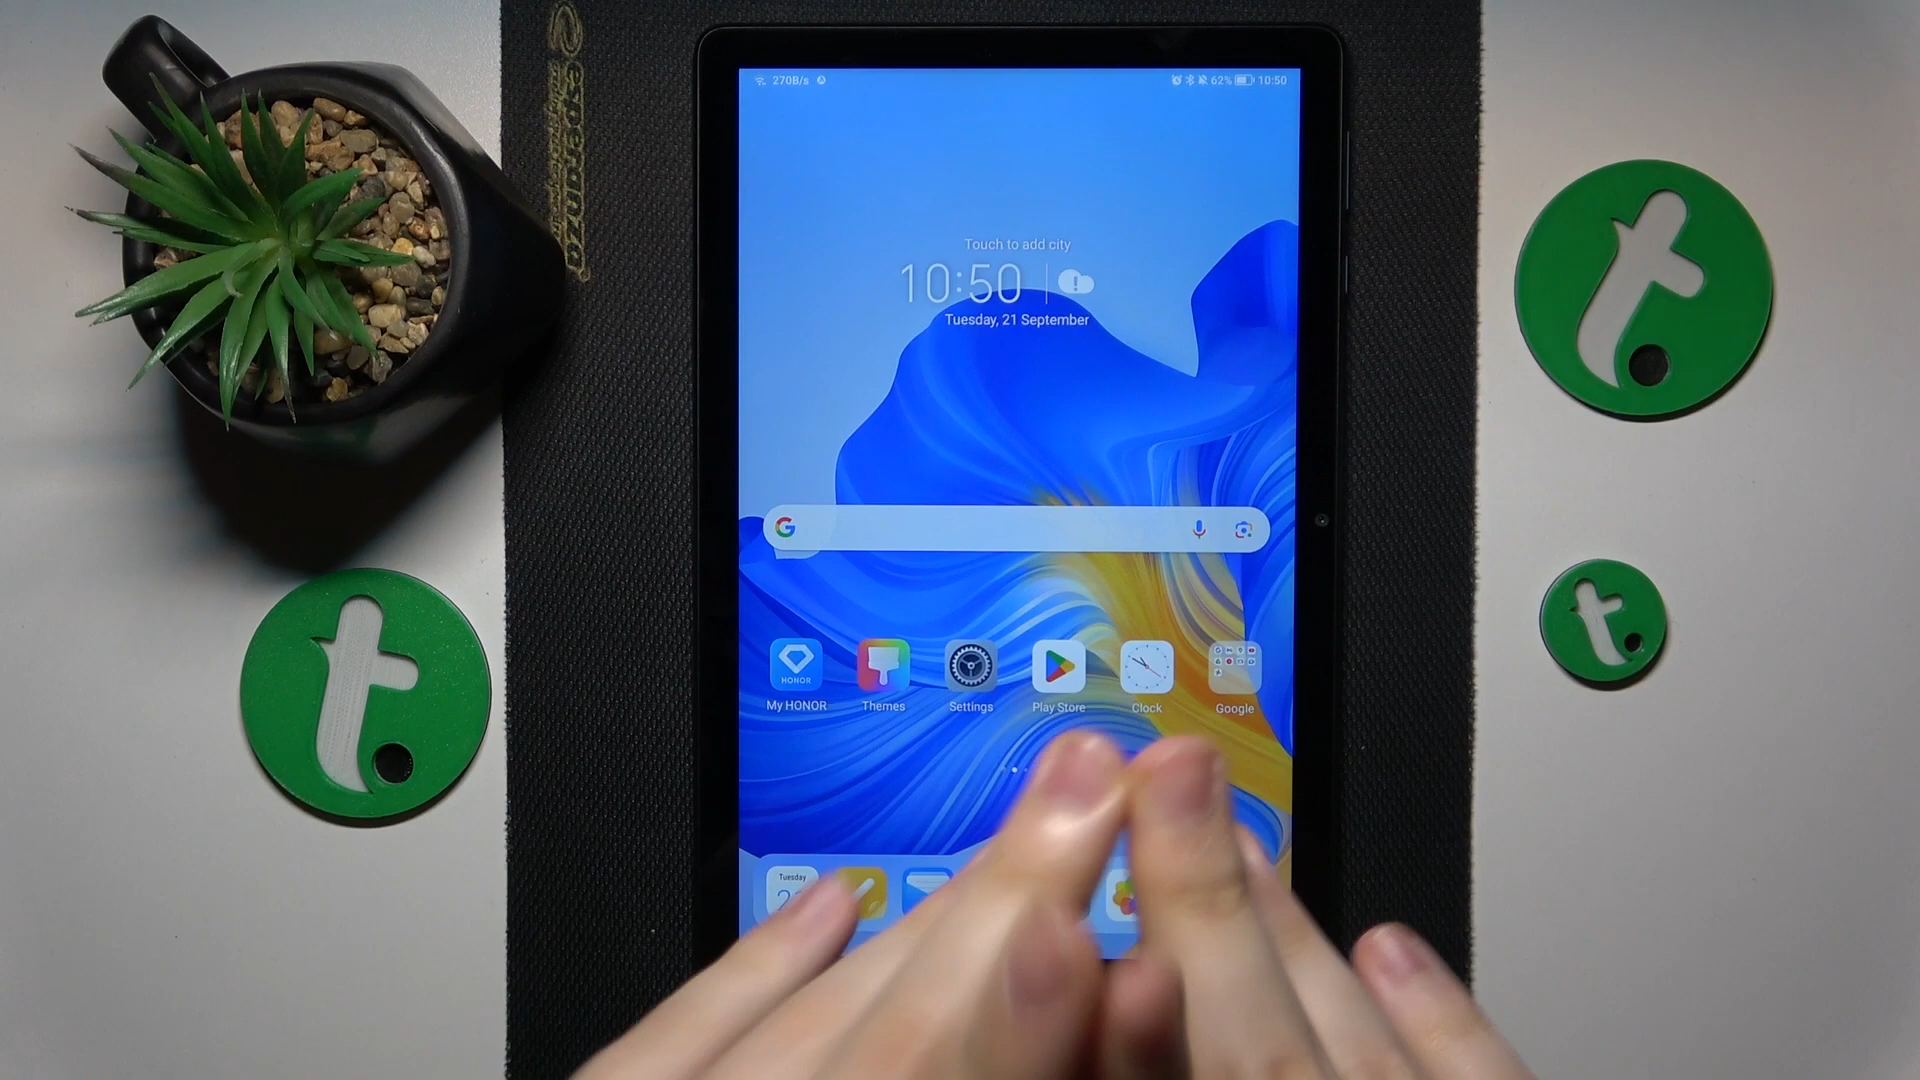 270B/s
62% 10:50
Touch to add city
10:50
Tuesday, 21 September
HONOR
My HONOR
Themes
Settings
Play Store
Clock
Google
Tuesday